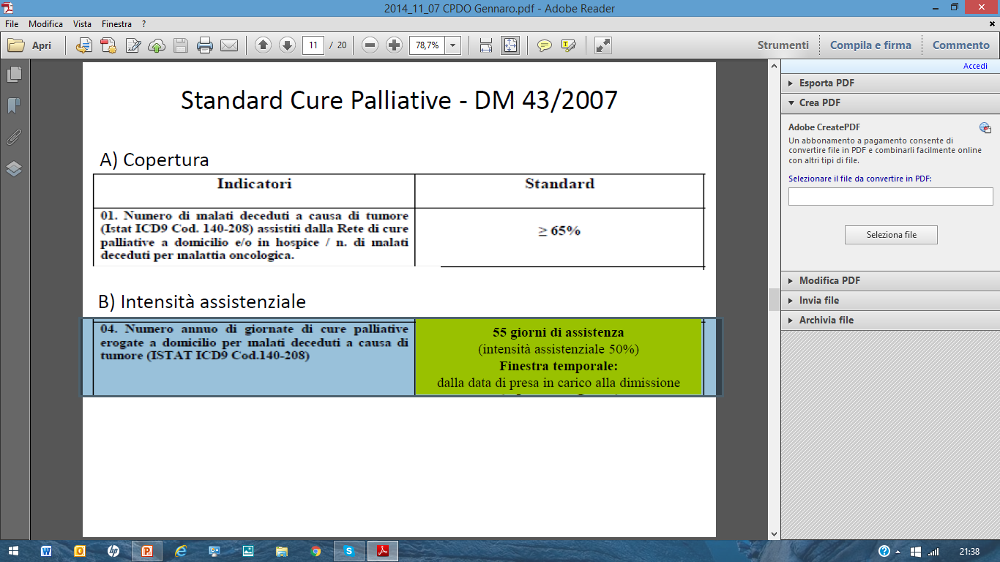 2014_11_07 CPDO Gennaro.pdf - Adobe Reader
File Modifica Vista Finestra ?
Apri
11 / 20
78,7%
Strumenti
Compila e firma
Commento
Accedi
Standard Cure Palliative - DM 43/2007
A) Copertura
Indicatori
Standard
01. Numero di malati deceduti a causa di tumore
(Istat ICD9 Cod. 140-208) assistiti dalla Rete di cure
palliative a domicilio e/o in hospice / n. di malati
deceduti per malattia oncologica.
≥ 65%
B) Intensità assistenziale
04. Numero annuo di giornate di cure palliative
erogate a domicilio per malati deceduti a causa di
tumore (ISTAT ICD9 Cod.140-208)
55 giorni di assistenza
(intensità assistenziale 50%)
Finestra temporale:
dalla data di presa in carico alla dimissione
Esporta PDF
Crea PDF
Adobe CreatePDF
Un abbonamento a pagamento consente di
convertire file in PDF e combinarli facilmente online
con altri tipi di file.
Selezionare il file da convertire in PDF:
Seleziona file
Modifica PDF
Invia file
Archivia file
21:38